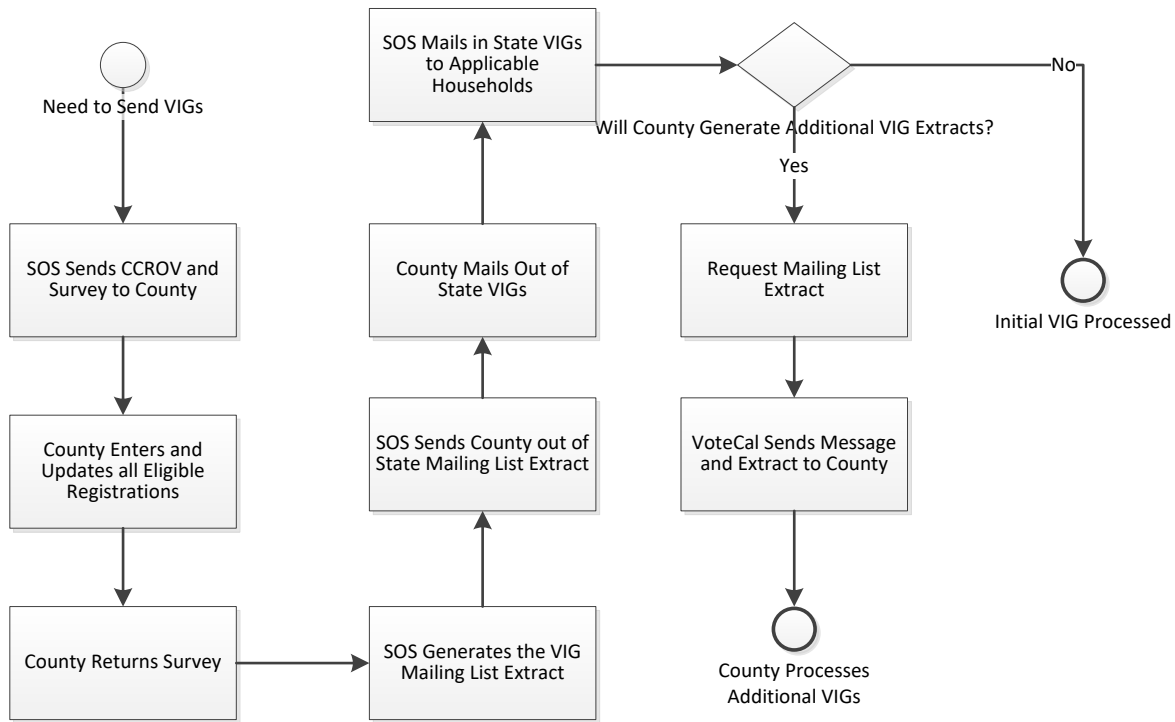 Need to Send VIGs
SOS Sends CCROV and
Survey to County
County Enters and
Updates all Eligible
Registrations
County Returns Survey
SOS Generates the VIG
Mailing List Extract
SOS Sends County out of
State Mailing List Extract
County Mails Out of
State VIGs
SOS Mails in State VIGs
to Applicable
Households
Will County Generate Additional VIG Extracts?
No
Initial VIG Processed
Yes
Request Mailing List
Extract
VoteCal Sends Message
and Extract to County
County Processes
Additional VIGs